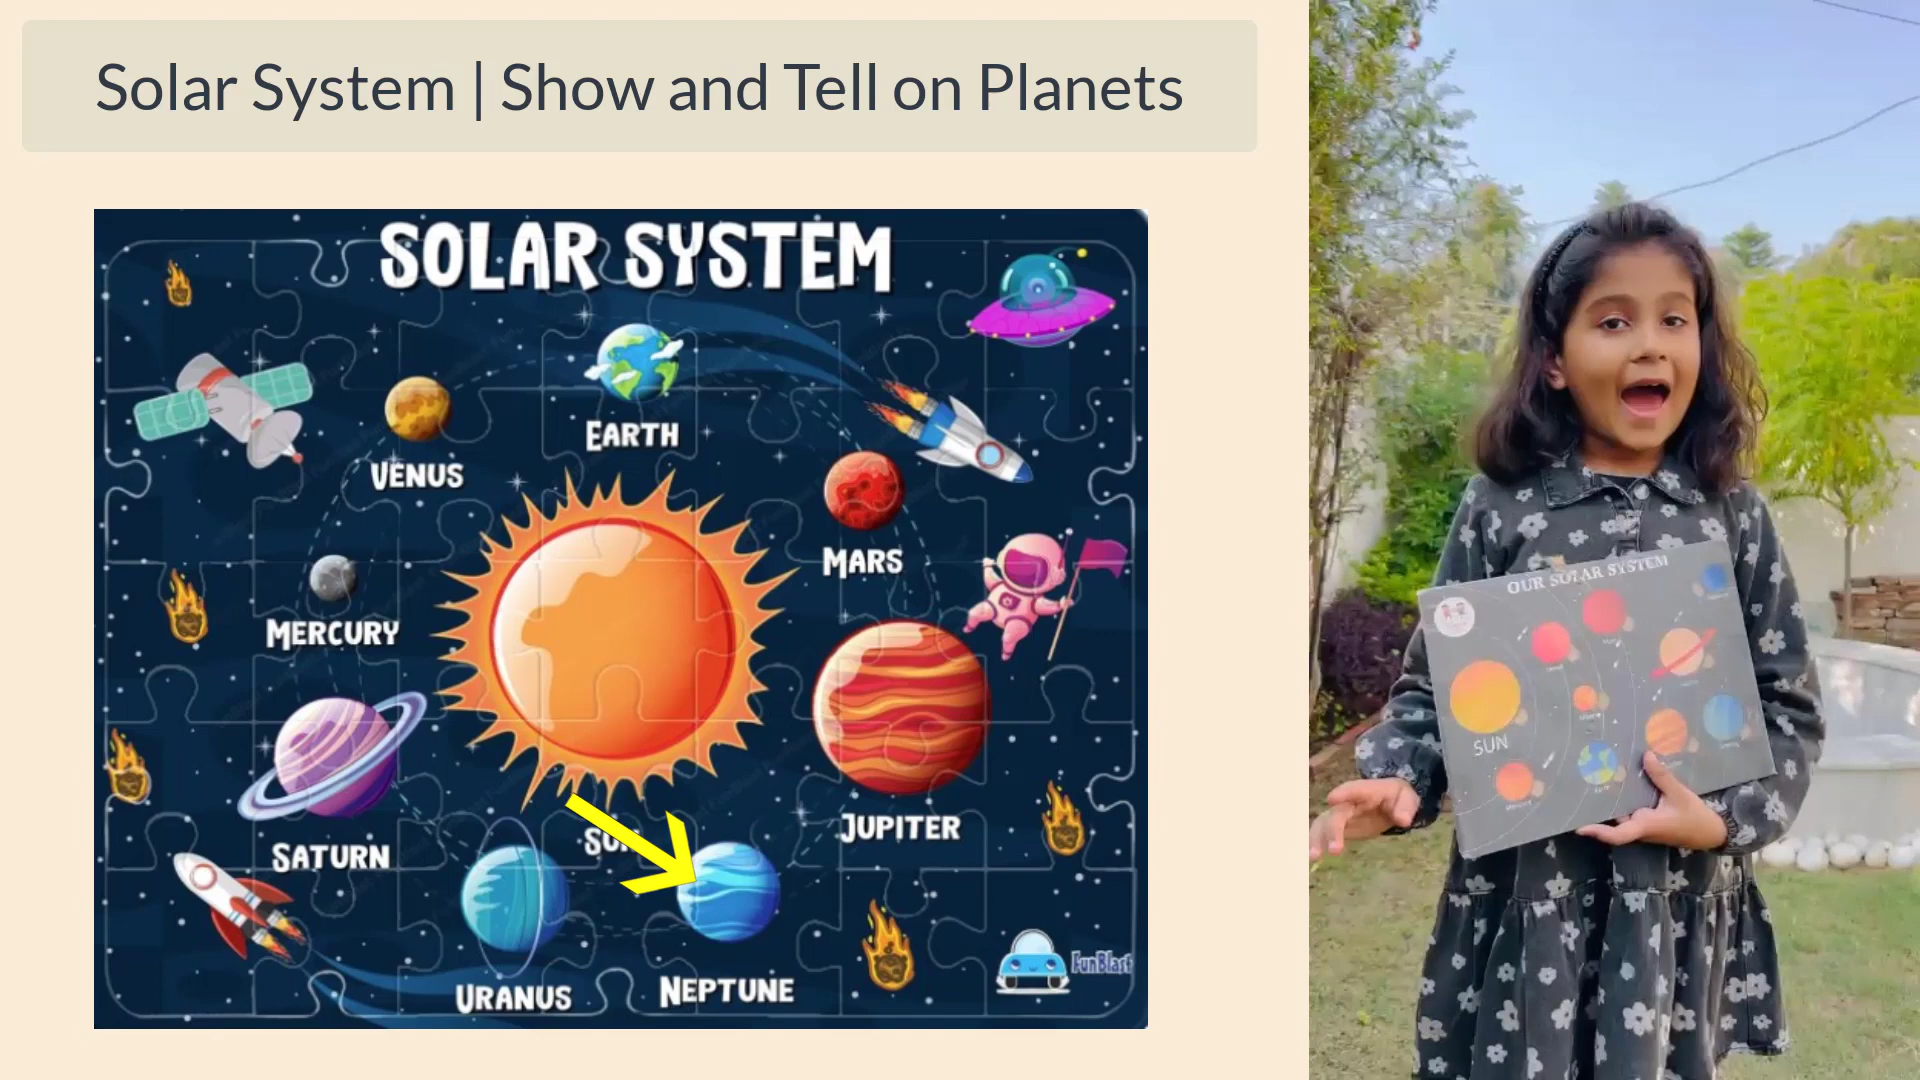 Solar System | Show and Tell on Planets
SOLAR SYSTEM
EARTH
VENUS
MARS
MERCURY
SATURN
JUPITER
URANUS
NEPTUNE
FunBlast
OUR SOLAR SYSTEM
SUN